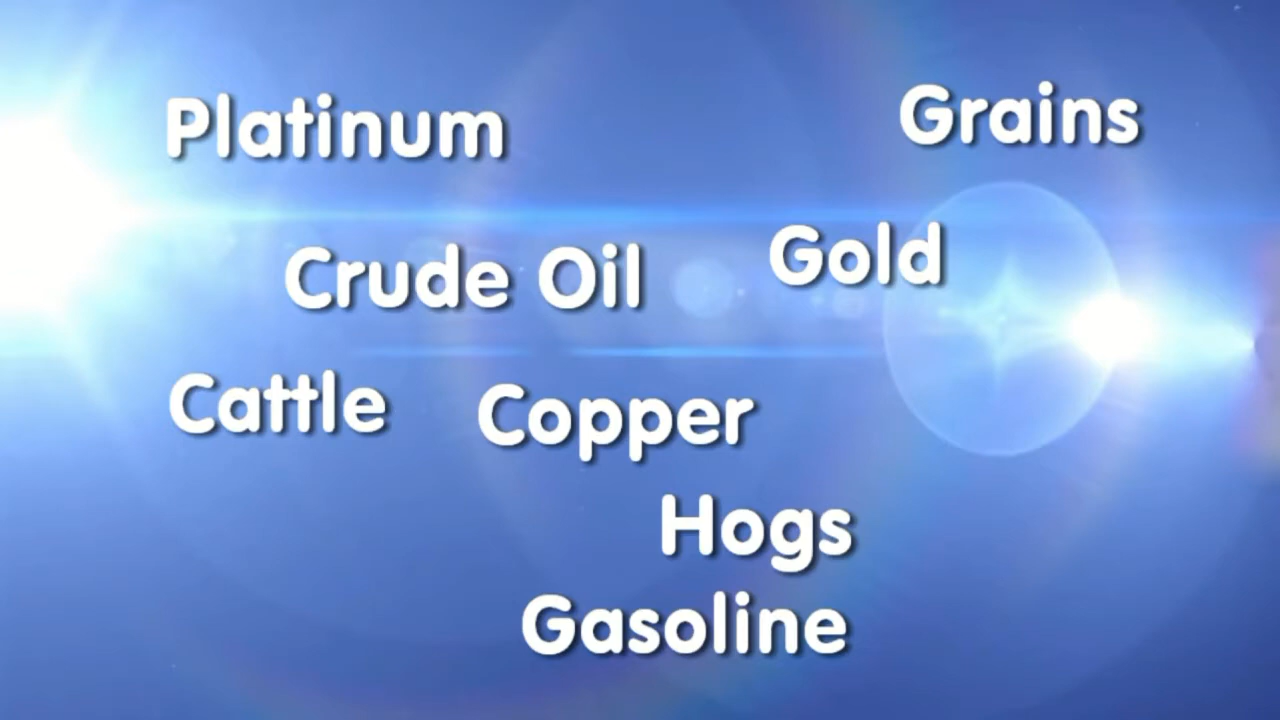 Platinum
Grains
Crude Oil
Gold
Cattle
Copper
Hogs
Gasoline